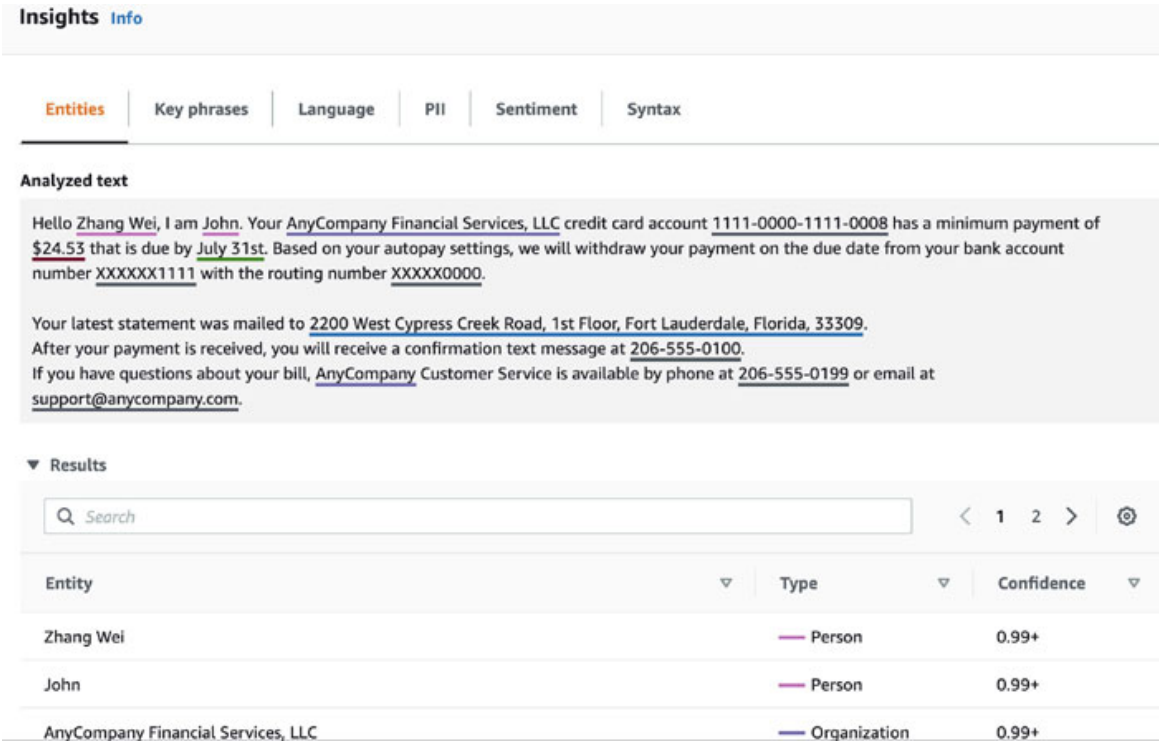 Insights Info
Entities Key phrases Language PII Sentiment Syntax
Analyzed text
Hello Zhang Wei, I am John. Your AnyCompany Financial Services, LLC credit card account 1111-0000-1111-0008 has a minimum payment of
$24.53 that is due by July 31st. Based on your autopay settings, we will withdraw your payment on the due date from your bank account
number XXXXXX1111 with the routing number XXXXX0000.
Your latest statement was mailed to 2200 West Cypress Creek Road, 1st Floor, Fort Lauderdale, Florida, 33309.
After your payment is received, you will receive a confirmation text message at 206-555-0100.
If you have questions about your bill, AnyCompany Customer Service is available by phone at 206-555-0199 or email at
support@anycompany.com.
Results
Search 1 2
Entity Type Confidence
Zhang Wei Person 0.99+
John Person 0.99+
AnyCompany Financial Services, LLC Organization 0.99+